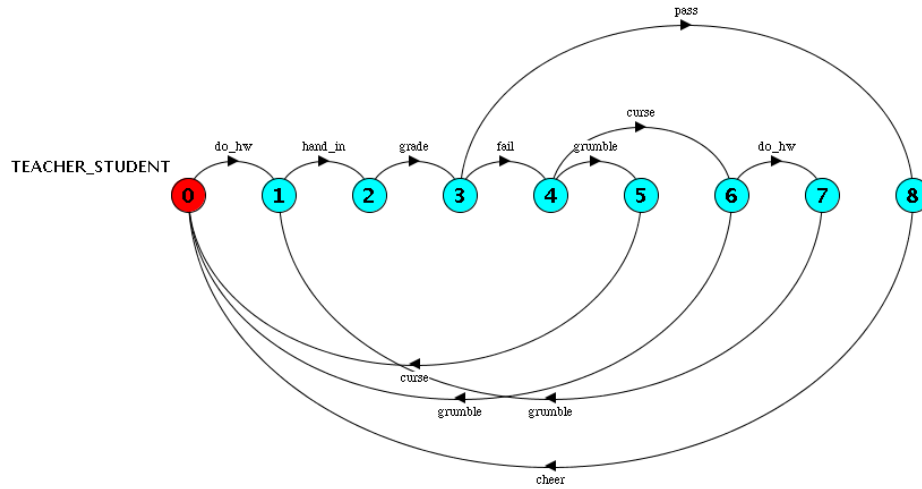 pass
curse
do_hw hand_in grade fail grumble do_hw
TEACHER_STUDENT
0 1 2 3 4 5 6 7 8
curse
grumble grumble
cheer